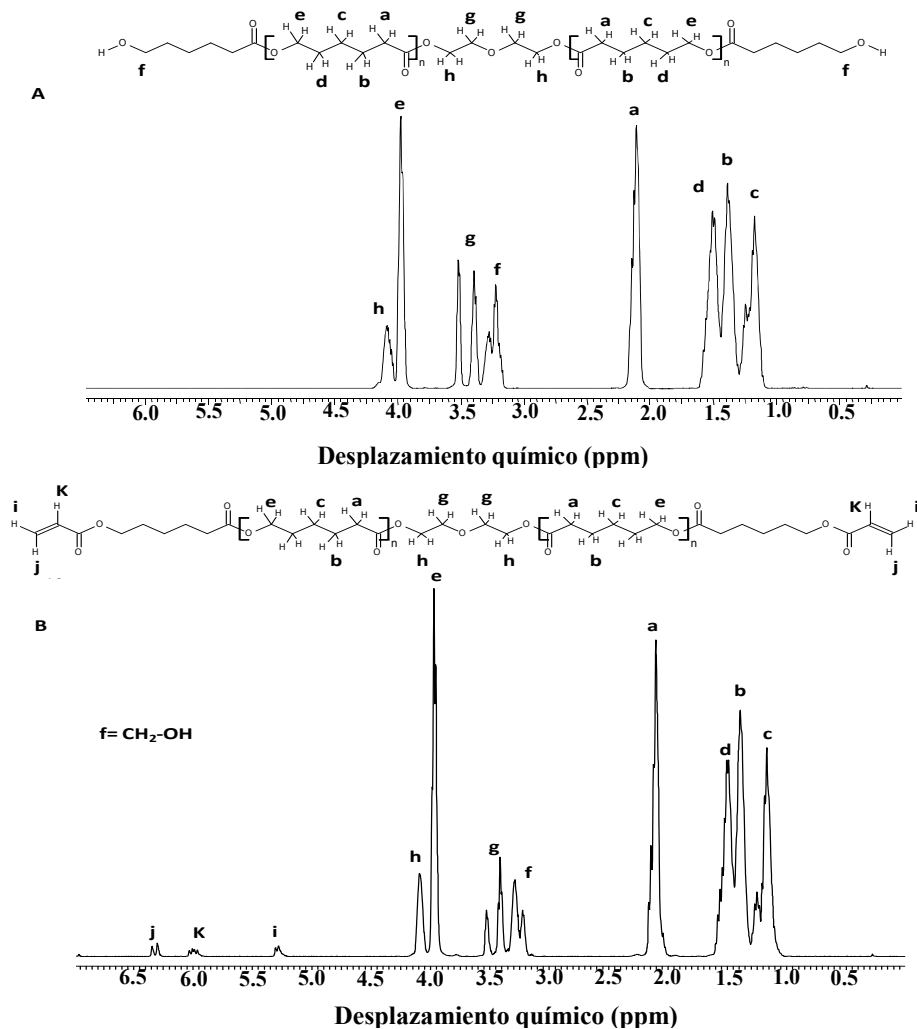 e c a g g a c e
H O f O O H H H H H H O O H H O H H O O H H H H H H O O O H f
d b n h h b d n
A
e a b d c g f h
6.0 5.5 5.0 4.5 4.0 3.5 3.0 2.5 2.0 1.5 1.0 0.5
Desplazamiento químico (ppm)
i K e c a g g a c e K i
H H H O O O O H H H H H H O O H H O H H O O H H H H H H O O O O H H H
j b n h h b n j
e
B
a b c d
f= CH₂-OH
h g f
j K i
6.5 6.0 5.5 5.0 4.0 3.5 3.0 2.5 2.0 1.5 1.0 0.5 0.0
Desplazamiento químico (ppm)